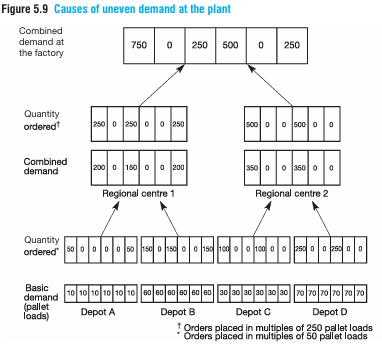 Figure 5.9 Causes of uneven demand at the plant
Combined
demand at
the factory
750 0 250 500 0 250
Quantity
ordered†
250 0 250 0 0 250
500 0 0 500 0 0
Combined
demand
200 0 150 0 0 200
350 0 0 350 0 0
Regional centre 1
Regional centre 2
Quantity
ordered*
50 0 0 0 0 50
150 0 150 0 0 150
100 0 0 100 0 0
250 0 0 250 0 0
Basic
demand
(pallet
loads)
10 10 10 10 10 10
60 60 60 60 60 60
30 30 30 30 30 30
70 70 70 70 70 70
Depot A
Depot B
Depot C
Depot D
† Orders placed in multiples of 250 pallet loads
* Orders placed in multiples of 50 pallet loads